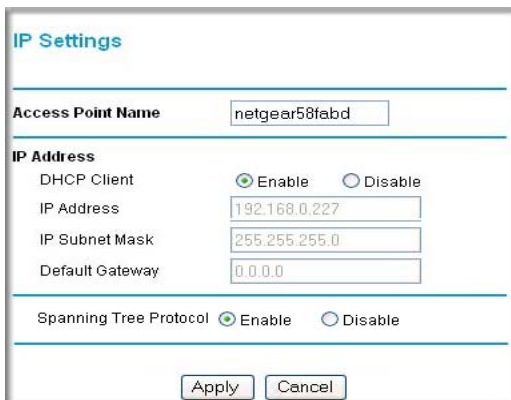 IP Settings
Access Point Name netgear58fabd
IP Address
DHCP Client Enable Disable
IP Address 192.168.0.227
IP Subnet Mask 255.255.255.0
Default Gateway 0.0.0.0
Spanning Tree Protocol Enable Disable
Apply Cancel